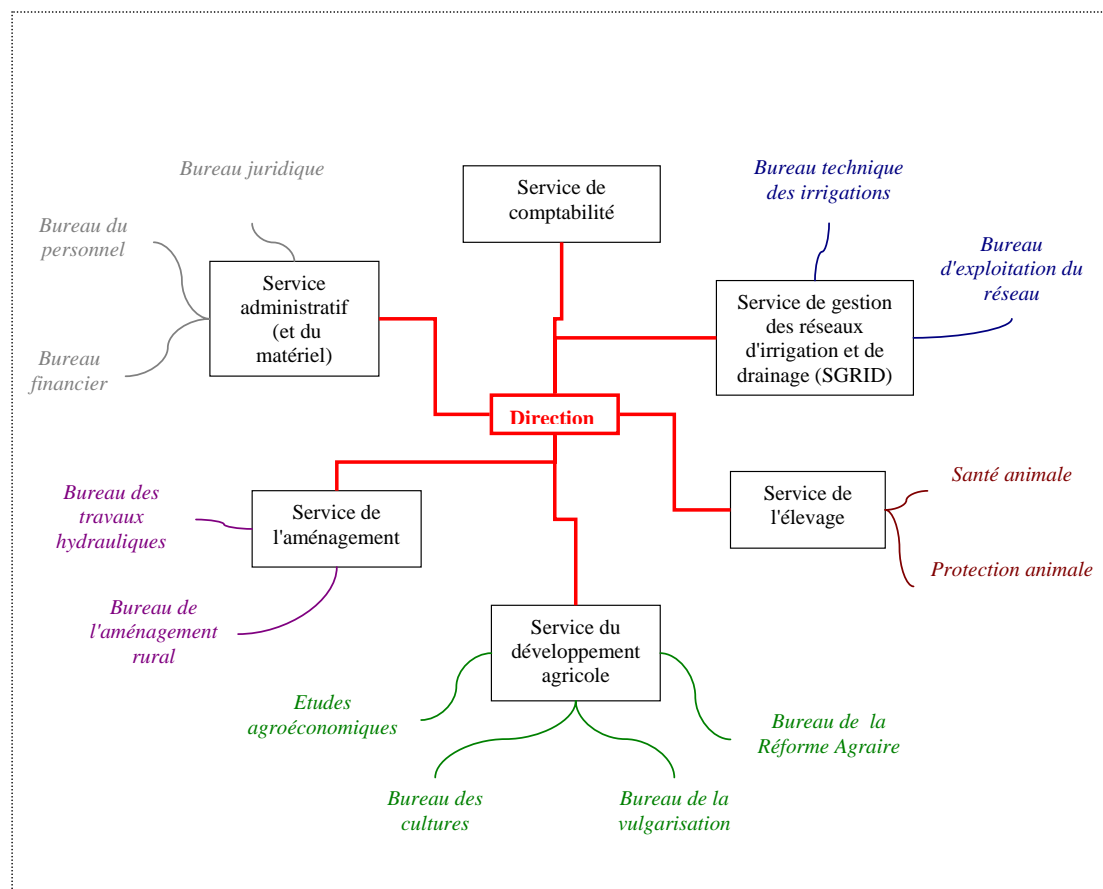 Bureau juridique
Service de
comptabilité
Bureau technique
des irrigations
Bureau du
personnel
Bureau
d'exploitation du
réseau
Service
administratif
(et du
matériel)
Service de gestion
des réseaux
d'irrigation et de
drainage (SGRID)
Bureau
financier
Direction
Bureau des
travaux
hydrauliques
Service de
l'aménagement
Service de
l'élevage
Santé animale
Protection animale
Bureau de
l'aménagement
rural
Service du
développement
agricole
Etudes
agroéconomiques
Bureau de la
Réforme Agraire
Bureau des
cultures
Bureau de la
vulgarisation